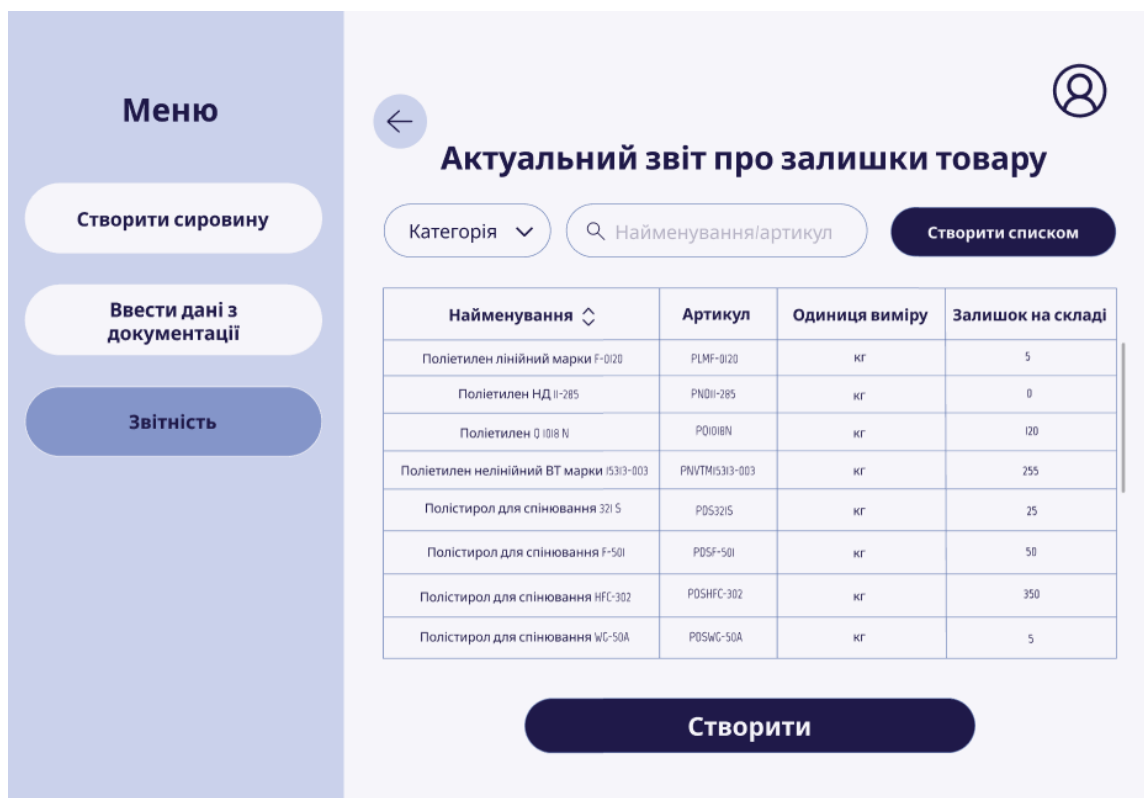 Меню
Створити сировину
Ввести дані з
документації
Звітність
Актуальний звіт про залишки товару
Категорія
Найменування/артикул
Створити списком
Найменування Артикул Одиниця виміру Залишок на складі
Поліетилен лінійний марки F-0120 PLMF-0120 кг 5
Поліетилен НД 11-285 PND11-285 кг 0
Поліетилен Q 1018 N PQ1018N кг 120
Поліетилен нелінійний ВТ марки 15313-003 PNVTM15313-003 кг 255
Полістирол для спінювання 321 S PDS321S кг 25
Полістирол для спінювання F-501 PDSF-501 кг 50
Полістирол для спінювання HFC-302 PDSHFC-302 кг 350
Полістирол для спінювання WG-50A PDSWG-50A кг 5
Створити